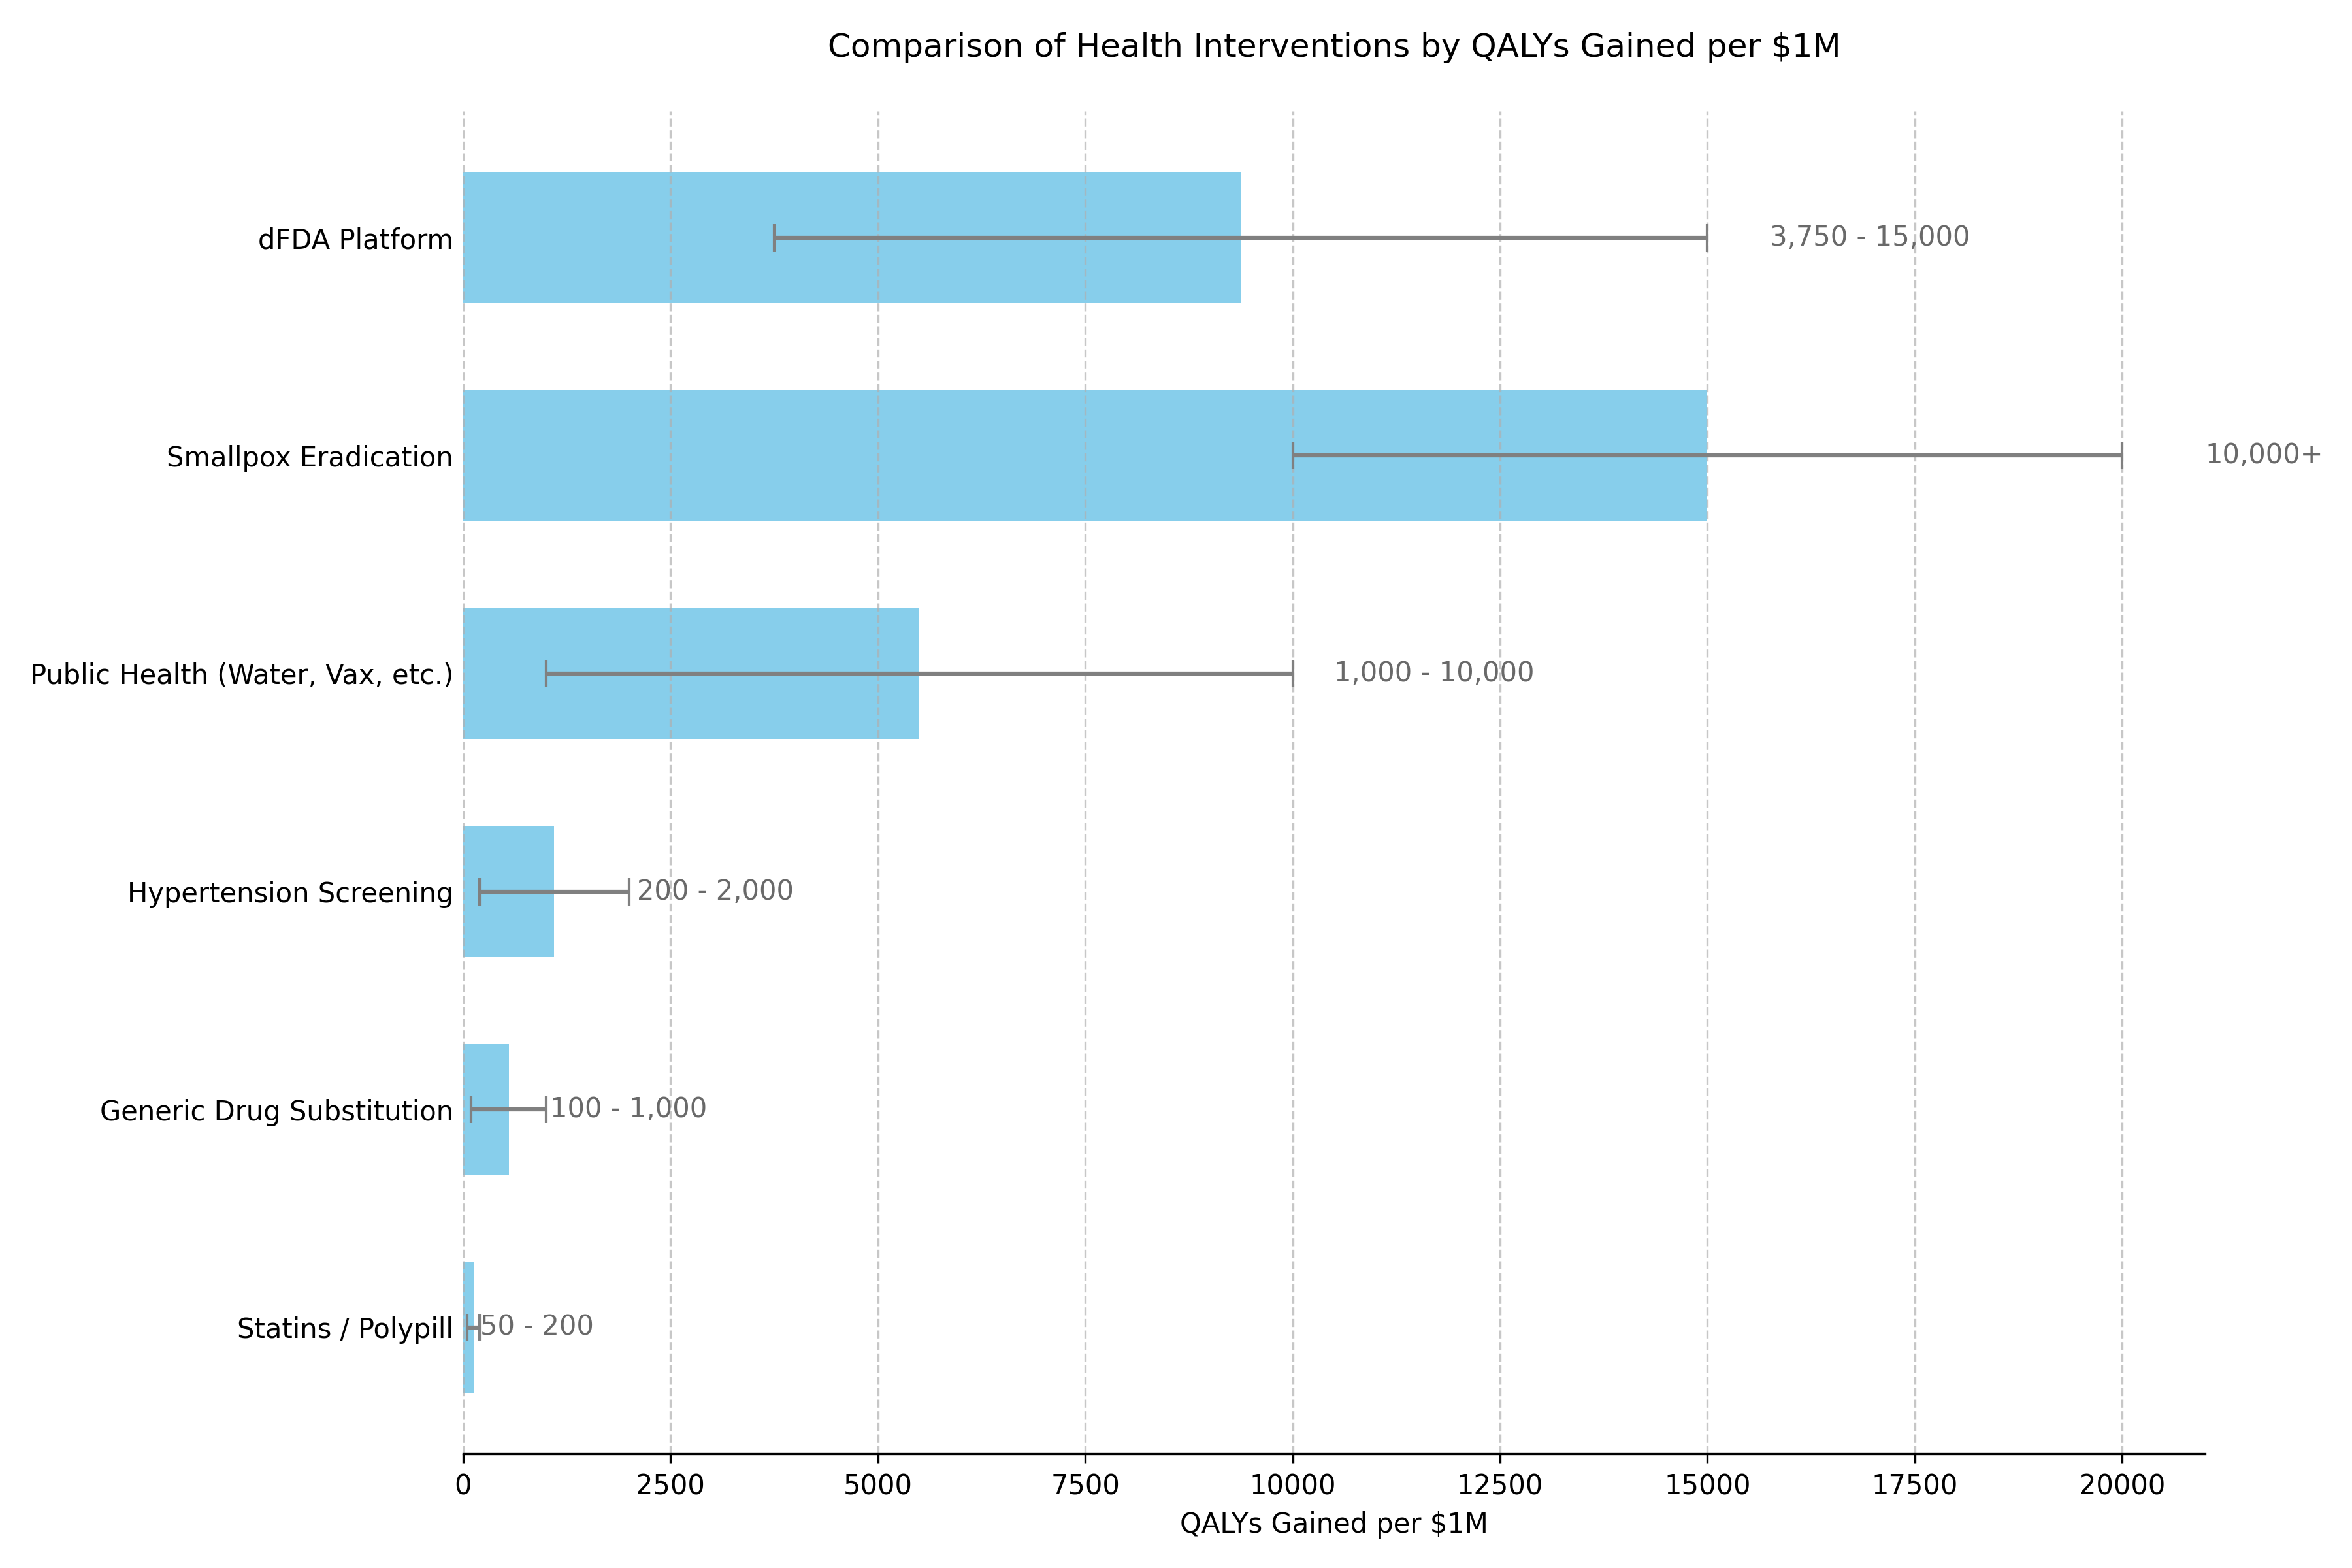 Comparison of Health Interventions by QALYs Gained per $1M
dFDA Platform
3,750 - 15,000
Smallpox Eradication
10,000+
Public Health (Water, Vax, etc.)
1,000 - 10,000
Hypertension Screening
200 - 2,000
Generic Drug Substitution
100 - 1,000
Statins / Polypill
50 - 200
0 2500 5000 7500 10000 12500 15000 17500 20000
QALYs Gained per $1M